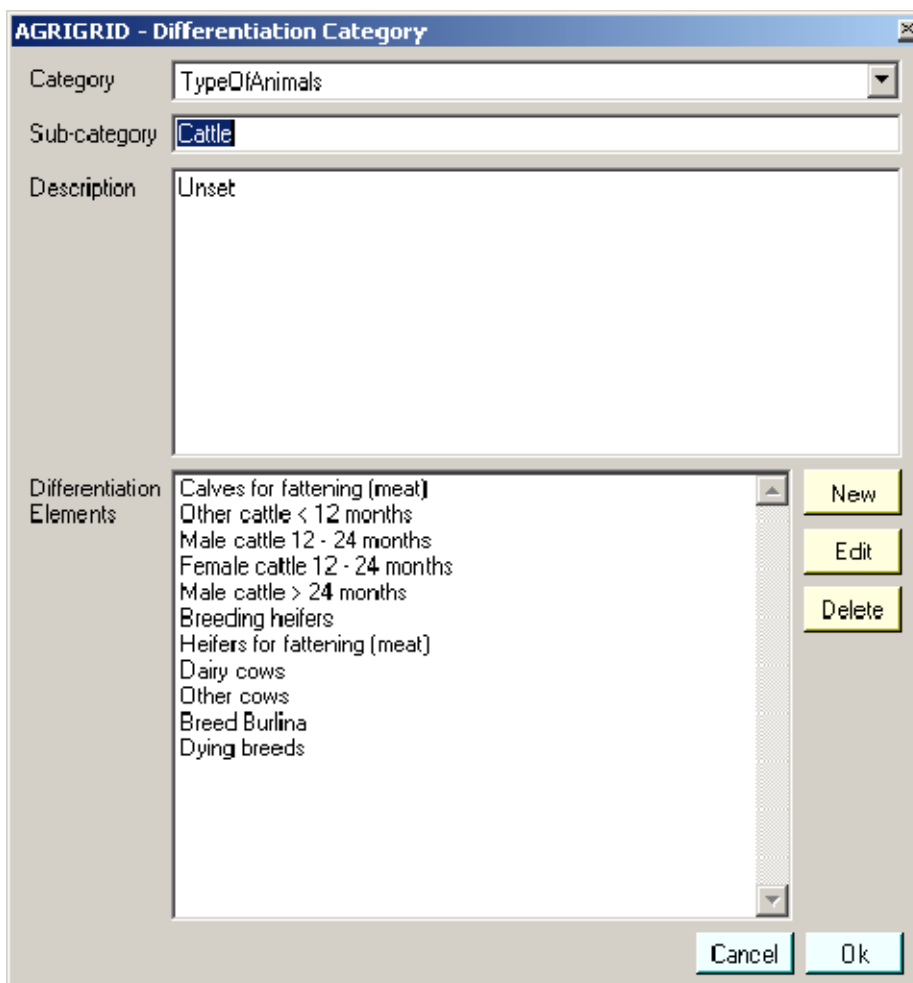 AGRIGRID - Differentiation Category
Category
TypeOfAnimals
Sub-category
Cattle
Description
Unset
Differentiation
Elements
Calves for fattening (meat)
Other cattle < 12 months
Male cattle 12 - 24 months
Female cattle 12 - 24 months
Male cattle > 24 months
Breeding heifers
Heifers for fattening (meat)
Dairy cows
Other cows
Breed Burlina
Dying breeds
New
Edit
Delete
Cancel
Ok